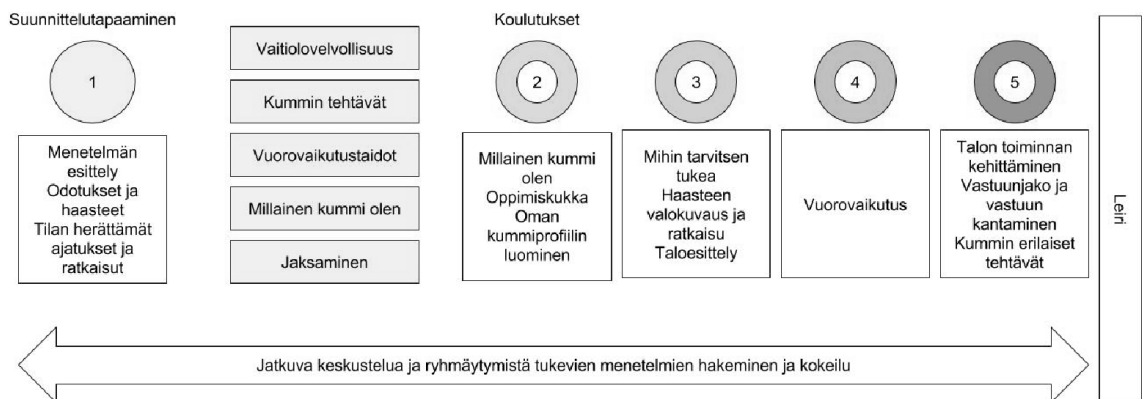 Suunnittelutapaaminen
1
Menetelmän
esittely
Odotukset ja
haasteet
Tilan herättämät
ajatukset ja
ratkaisut
Vaitiolovelvollisuus
Kummin tehtävät
Vuorovaikutustaidot
Millainen kummi olen
Jaksaminen
Koulutukset
2
Millainen kummi
olen
Oppimiskukka
Oman
kummiprofiilin
luominen
3
Mihin tarvitsen
tukea
Haasteen
valokuvaus ja
ratkaisu
Taloesittely
4
Vuorovaikutus
5
Talon toiminnan
kehittäminen
Vastuunjako ja
vastuun
kantaminen
Kummin erilaiset
tehtävät
Leiri
Jatkuva keskustelua ja ryhmäytymistä tukevien menetelmien hakeminen ja kokeilu